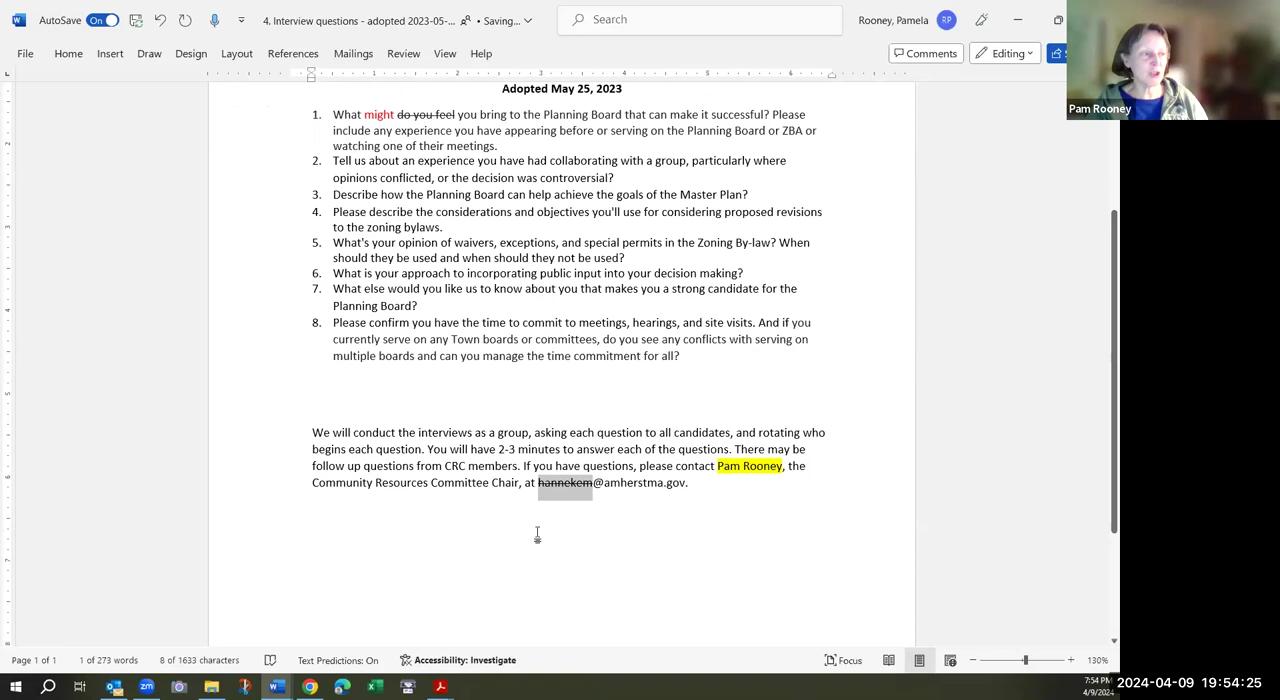 AutoSave On 4. Interview questions - adopted 2023-05-... • Saving... Search Rooney, Pamela RP
File Home Insert Draw Design Layout References Mailings Review View Help Comments Editing
Pam Rooney
Adopted May 25, 2023
1. What might do you feel you bring to the Planning Board that can make it successful? Please
include any experience you have appearing before or serving on the Planning Board or ZBA or
watching one of their meetings.
2. Tell us about an experience you have had collaborating with a group, particularly where
opinions conflicted, or the decision was controversial?
3. Describe how the Planning Board can help achieve the goals of the Master Plan?
4. Please describe the considerations and objectives you'll use for considering proposed revisions
to the zoning bylaws.
5. What's your opinion of waivers, exceptions, and special permits in the Zoning By-law? When
should they be used and when should they not be used?
6. What is your approach to incorporating public input into your decision making?
7. What else would you like us to know about you that makes you a strong candidate for the
Planning Board?
8. Please confirm you have the time to commit to meetings, hearings, and site visits. And if you
currently serve on any Town boards or committees, do you see any conflicts with serving on
multiple boards and can you manage the time commitment for all?
We will conduct the interviews as a group, asking each question to all candidates, and rotating who
begins each question. You will have 2-3 minutes to answer each of the questions. There may be
follow up questions from CRC members. If you have questions, please contact Pam Rooney, the
Community Resources Committee Chair, at hannekem@amherstma.gov.
Page 1 of 1 1 of 273 words 8 of 1633 characters Text Predictions: On Accessibility: Investigate Focus 130%
7:54 PM
4/9/2024
2024-04-09 19:54:25